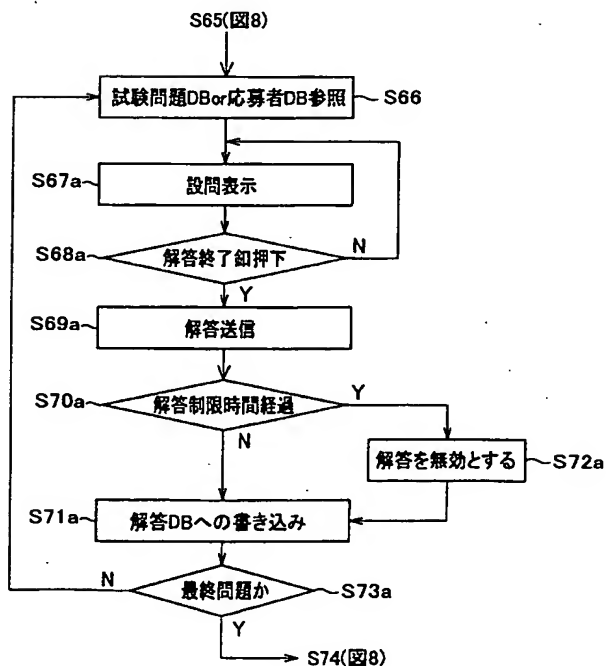 S65(図8)
試験問題DBor応募者DB参照
S66
S67a
設問表示
S68a
解答終了釦押下
N
Y
S69a
解答送信
S70a
解答制限時間経過
Y
N
解答を無効とする
S72a
S71a
解答DBへの書き込み
N
最終問題か
S73a
Y
S74(図8)